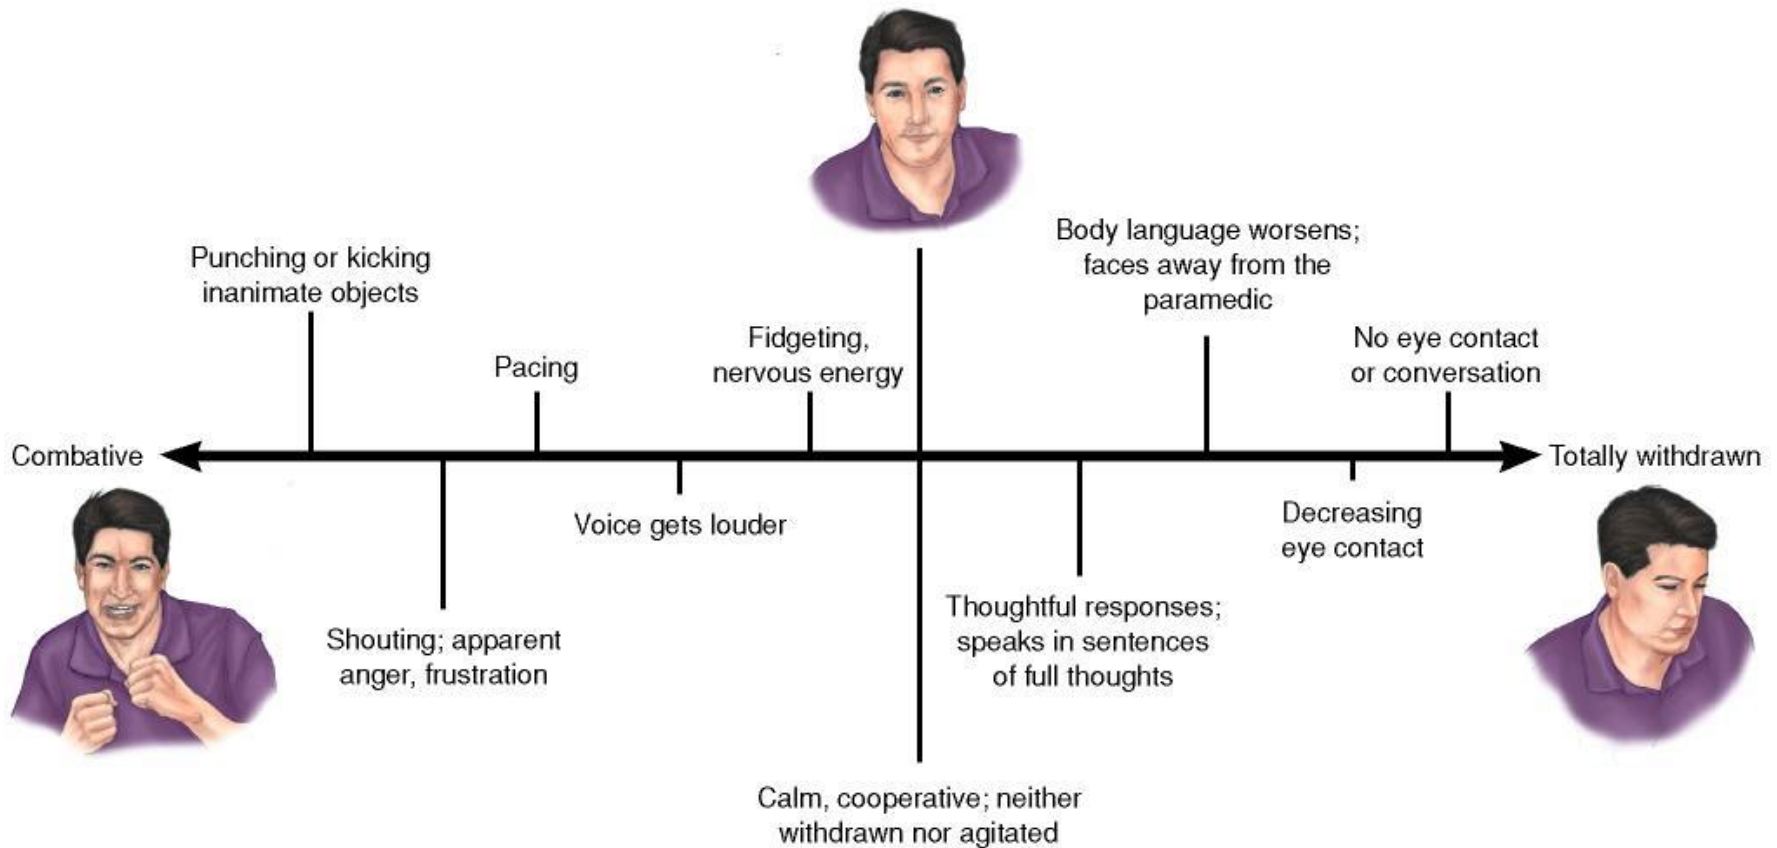 Body language worsens;
faces away from the
paramedic
Punching or kicking
inanimate objects
Fidgeting,
nervous energy
No eye contact
or conversation
Pacing
Combative
Totally withdrawn
Voice gets louder
Decreasing
eye contact
Thoughtful responses;
speaks in sentences
of full thoughts
Shouting; apparent
anger, frustration
Calm, cooperative; neither
withdrawn nor agitated